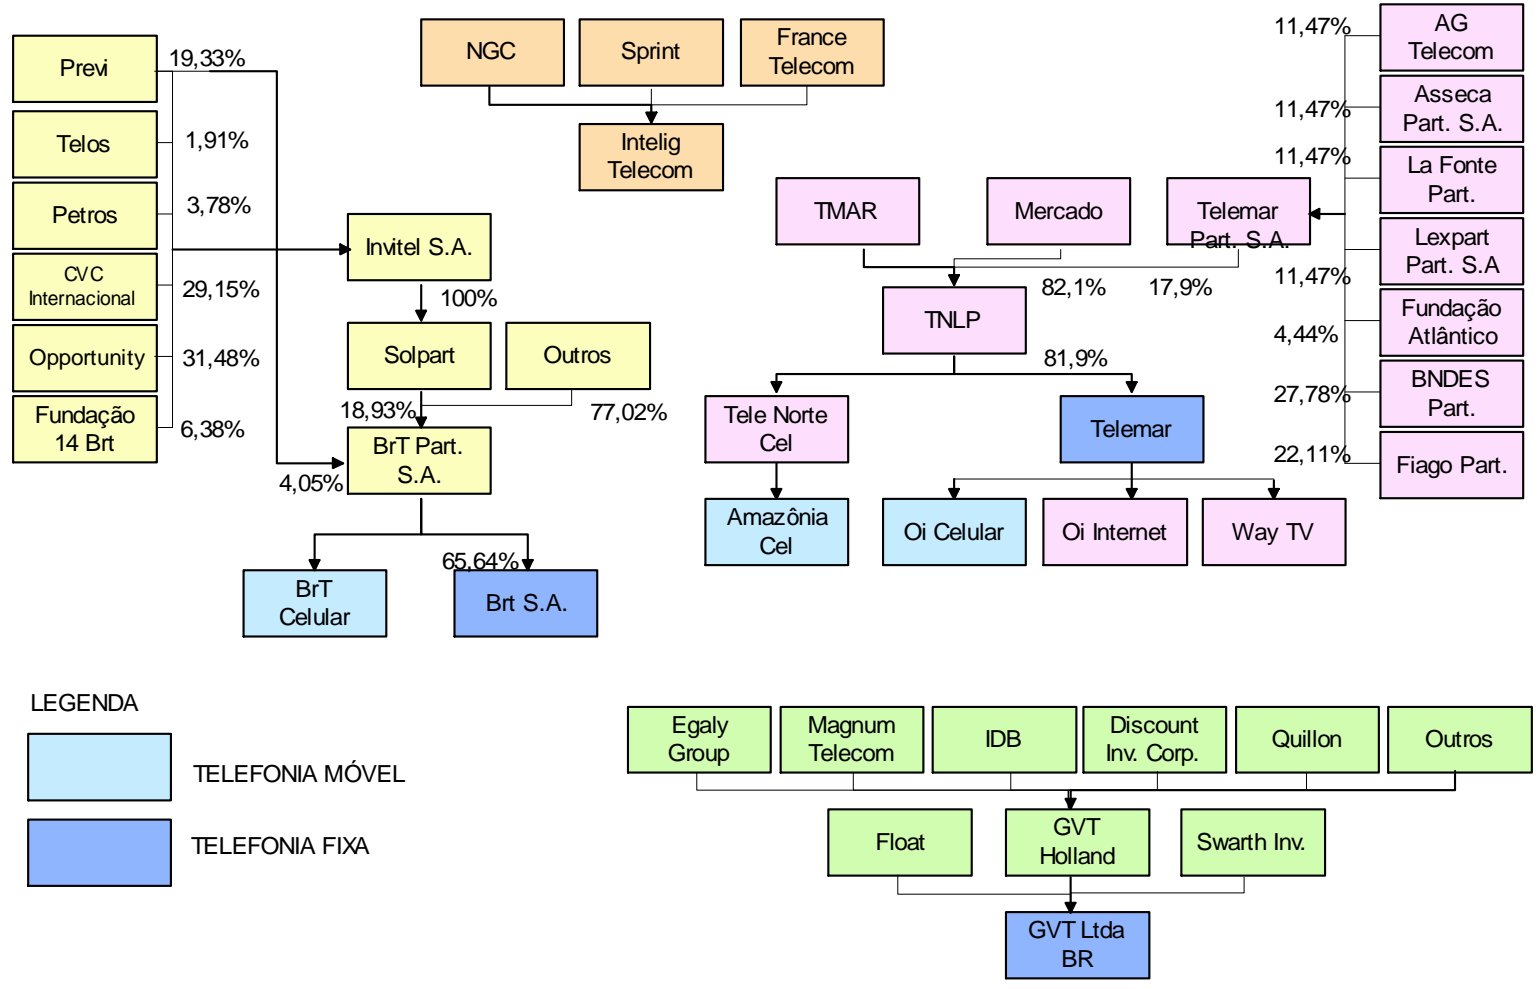 Previ
19,33%
Telos
1,91%
Petros
3,78%
CVC
Internacional
29,15%
Opportunity
31,48%
Fundação
14 Brt
6,38%
Invitel S.A.
100%
Solpart
Outros
18,93%
77,02%
BrT Part.
S.A.
4,05%
65,64%
BrT
Celular
Brt S.A.
NGC
Sprint
France
Telecom
Intelig
Telecom
TMAR
Mercado
Telemar
Part. S.A.
82,1%
17,9%
TNLP
81,9%
Tele Norte
Cel
Telemar
Amazônia
Cel
Oi Celular
Oi Internet
Way TV
11,47%
AG
Telecom
11,47%
Asseca
Part. S.A.
11,47%
La Fonte
Part.
Lexpart
Part. S.A
11,47%
Fundação
Atlântico
4,44%
BNDES
Part.
27,78%
22,11%
Fiago Part.
LEGENDA
TELEFONIA MÓVEL
TELEFONIA FIXA
Egaly
Group
Magnum
Telecom
IDB
Discount
Inv. Corp.
Quillon
Outros
Float
GVT
Holland
Swarth Inv.
GVT Ltda
BR